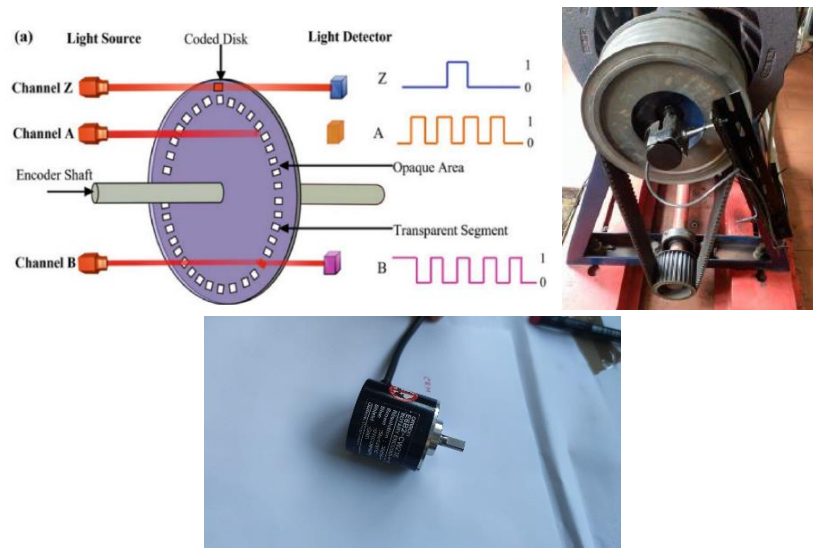 (a)
Light Source
Coded Disk
Light Detector
Channel Z
Z
1
0
Channel A
A
1
0
Opaque Area
Encoder Shaft
Transparent Segment
Channel B
B
1
0